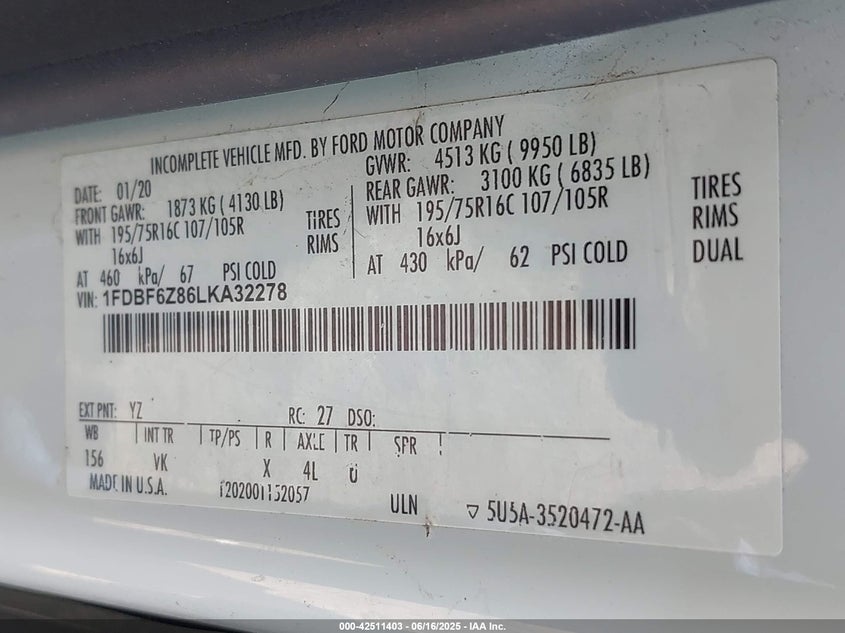 INCOMPLETE VEHICLE MFD. BY FORD MOTOR COMPANY
DATE: 01/20
FRONT GAWR: 1873 KG ( 4130 LB)
WITH 195/75R16C 107/105R TIRES
16x6J RIMS
AT 460 kPa/ 67 PSI COLD
GVWR: 4513 KG ( 9950 LB)
REAR GAWR: 3100 KG ( 6835 LB)
WITH 195/75R16C 107/105R TIRES
16x6J RIMS
AT 430 kPa/ 62 PSI COLD DUAL
VIN: 1FDBF6Z86LKA32278
EXT PNT: YZ RC: 27 DSO:
WB INT TR TP/PS R AXLE TR SPR
156 VK X 4L U
MADE IN U.S.A. T202001152057
ULN 5U5A-3520472-AA
000-42511403 - 06/16/2025 - IAA Inc.